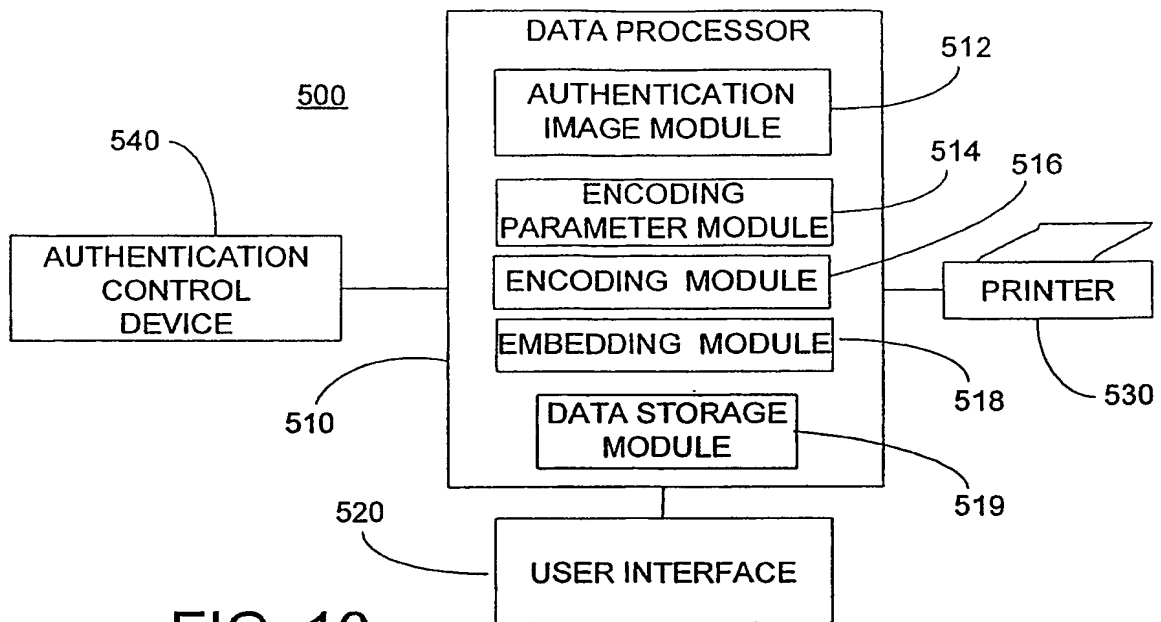 DATA PROCESSOR
512
500
AUTHENTICATION
IMAGE MODULE
540
514
516
ENCODING
PARAMETER MODULE
AUTHENTICATION
CONTROL
DEVICE
ENCODING MODULE
PRINTER
EMBEDDING MODULE
510
518
530
DATA STORAGE
MODULE
519
520
USER INTERFACE